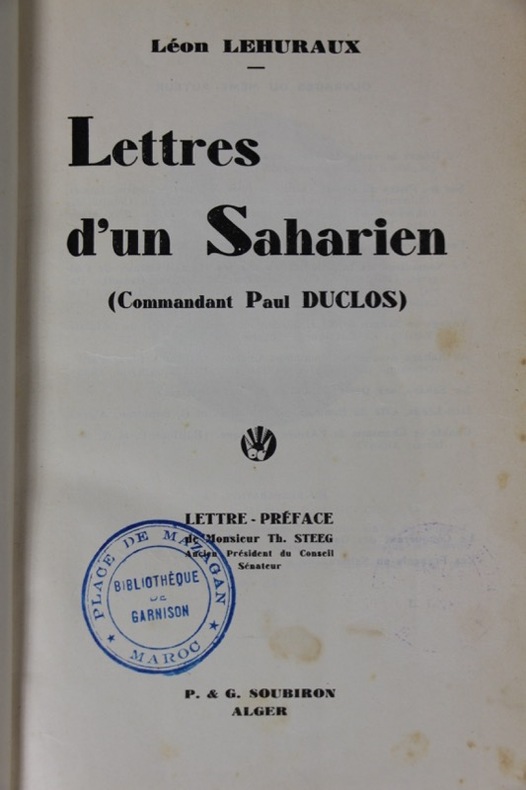 Léon LEHURAUX
Lettres
d'un Saharien
(Commandant Paul DUCLOS)
LETTRE - PRÉFACE
de Monsieur Th. STEEG
Ancien Président du Conseil
Sénateur
PLACE DE MAZAGAN
BIBLIOTHÈQUE
DE
GARNISON
★ MAROC ★
P. & G. SOUBIRON
ALGER